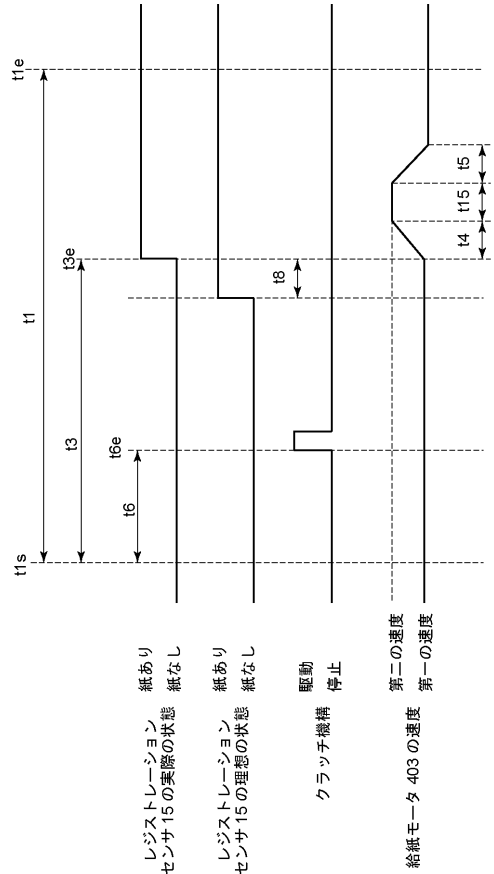 t1s
t1e
t1
t3e
t3
t6e
t6
t8
t4
t15
t5
レジストレーション
センサ15の実際の状態
紙あり
紙なし
レジストレーション
センサ15の理想の状態
紙あり
紙なし
クラッチ機構
駆動
停止
給紙モータ 403 の速度
第二の速度
第一の速度